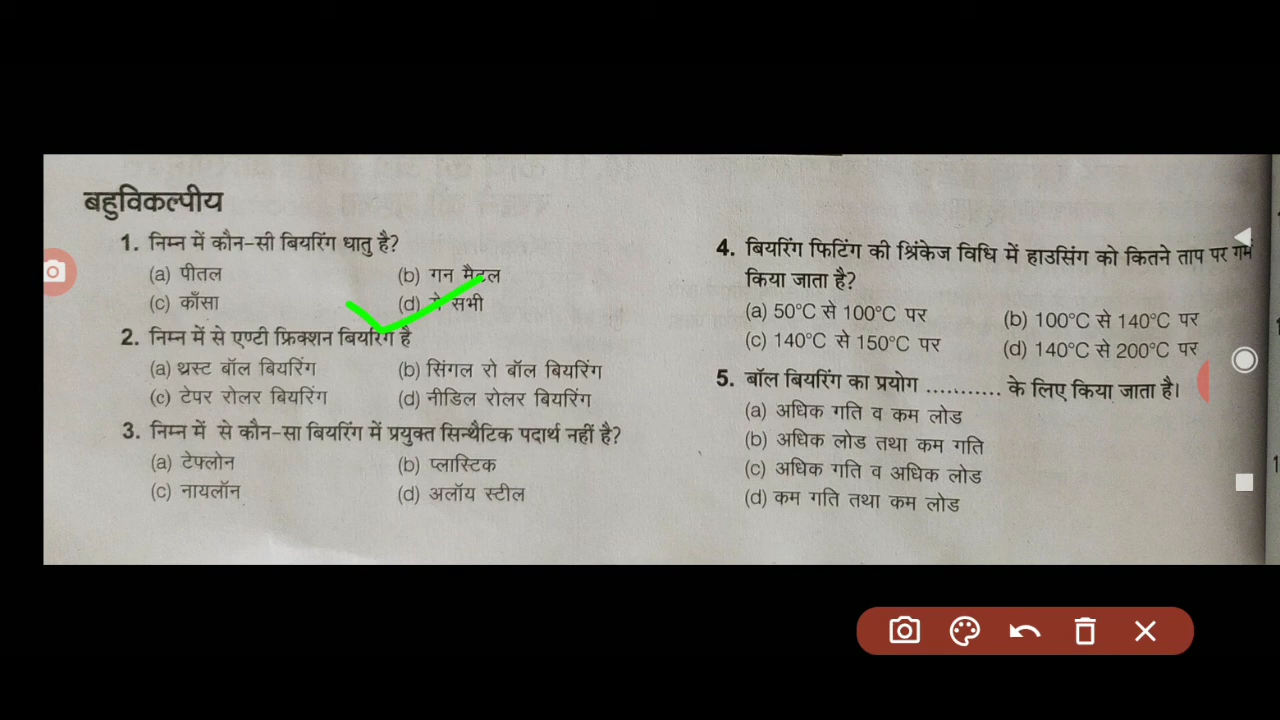 बहुविकल्पीय
1. निम्न में कौन-सी बियरिंग धातु है?
(a) पीतल (b) गन मैटल
(c) काँसा (d) ये सभी
2. निम्न में से एण्टी फ्रिक्शन बियरिंग है
(a) थ्रस्ट बॉल बियरिंग (b) सिंगल रो बॉल बियरिंग
(c) टेपर रोलर बियरिंग (d) नीडिल रोलर बियरिंग
3. निम्न में से कौन-सा बियरिंग में प्रयुक्त सिन्थैटिक पदार्थ नहीं है?
(a) टेफ्लोन (b) प्लास्टिक
(c) नायलॉन (d) अलॉय स्टील
4. बियरिंग फिटिंग की श्रिंकेज विधि में हाउसिंग को कितने ताप पर गर्म
किया जाता है?
(a) 50°C से 100°C पर (b) 100°C से 140°C पर
(c) 140°C से 150°C पर (d) 140°C से 200°C पर
5. बॉल बियरिंग का प्रयोग ........... के लिए किया जाता है।
(a) अधिक गति व कम लोड
(b) अधिक लोड तथा कम गति
(c) अधिक गति व अधिक लोड
(d) कम गति तथा कम लोड